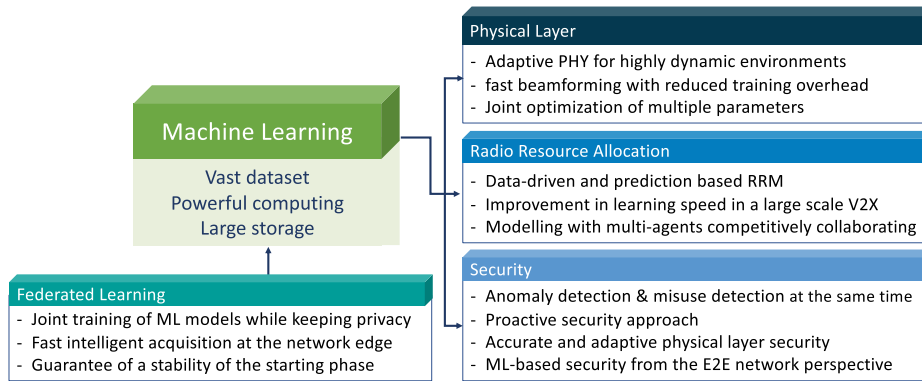 Machine Learning
Vast dataset
Powerful computing
Large storage
Federated Learning
- Joint training of ML models while keeping privacy
- Fast intelligent acquisition at the network edge
- Guarantee of a stability of the starting phase
Physical Layer
- Adaptive PHY for highly dynamic environments
- fast beamforming with reduced training overhead
- Joint optimization of multiple parameters
Radio Resource Allocation
- Data-driven and prediction based RRM
- Improvement in learning speed in a large scale V2X
- Modelling with multi-agents competitively collaborating
Security
- Anomaly detection & misuse detection at the same time
- Proactive security approach
- Accurate and adaptive physical layer security
- ML-based security from the E2E network perspective